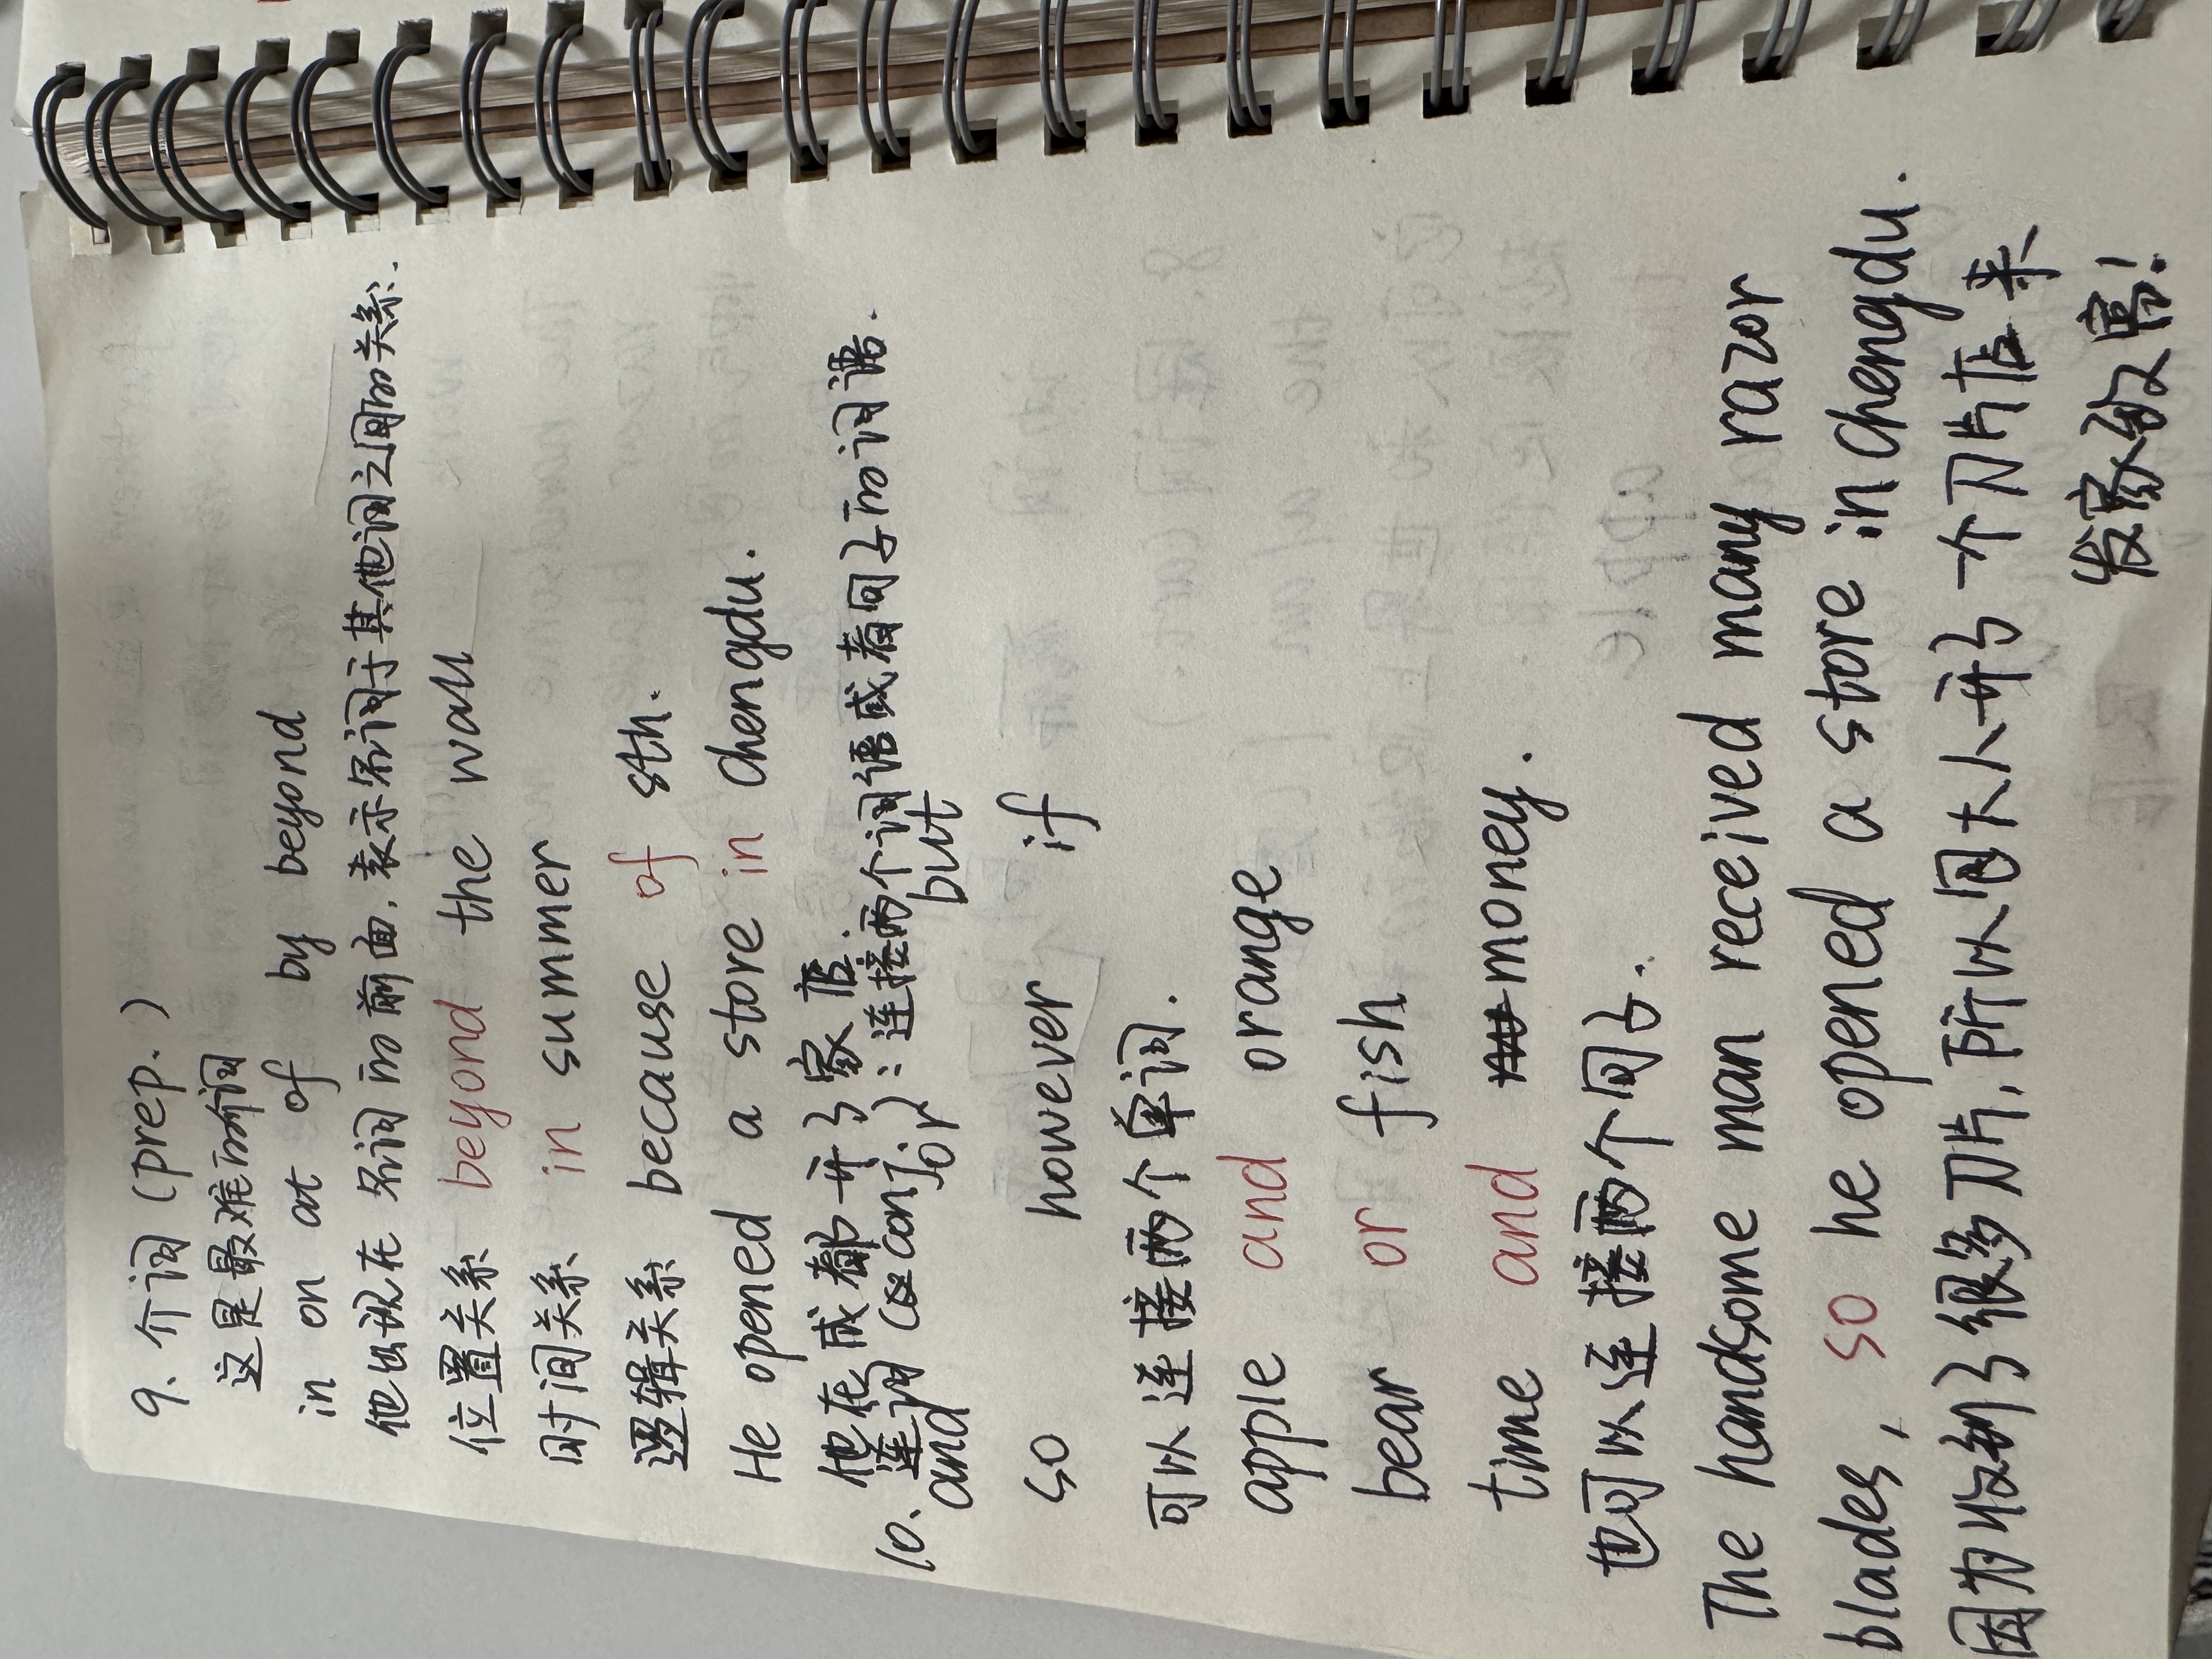 9. 介词 (prep.)
这是最难的介词
in on at of by beyond
他出现在 名词的前面, 表示名词于其他词之间的关系.
位置关系 beyond the wall
时间关系 in summer
逻辑关系 because of sth.
He opened a store in chengdu.
他在成都开了家店.
10. 连词 (conj.): 连接两个词语或者句子的词语.
and or but
so however if
可以连接两个单词.
apple and orange
bear or fish
time and money.
也可以连接两个句子.
The handsome man received many razor
blades, so he opened a store in chengdu.
因为收到了很多刀片, 所以包大人开了一个刀片店来
发家致富!